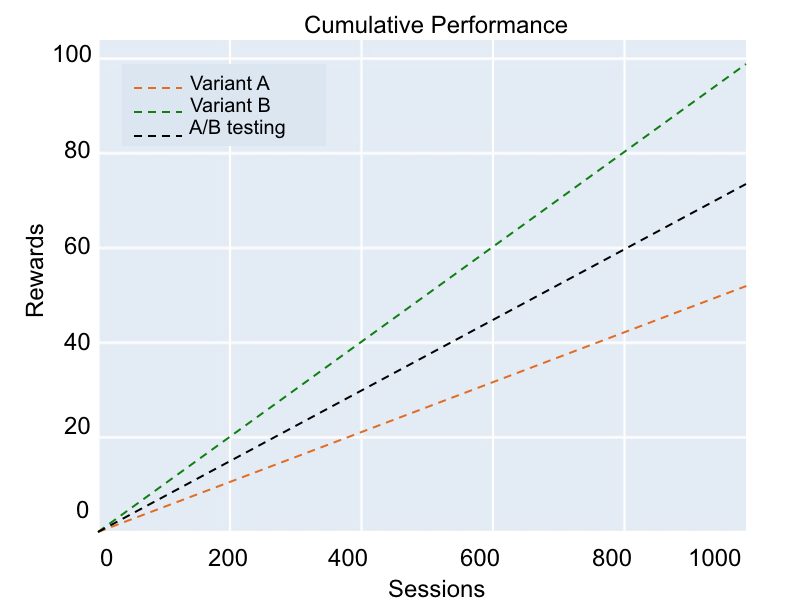 Cumulative Performance
100
80
60
40
20
0
Rewards
Variant A
Variant B
A/B testing
0 200 400 600 800 1000
Sessions